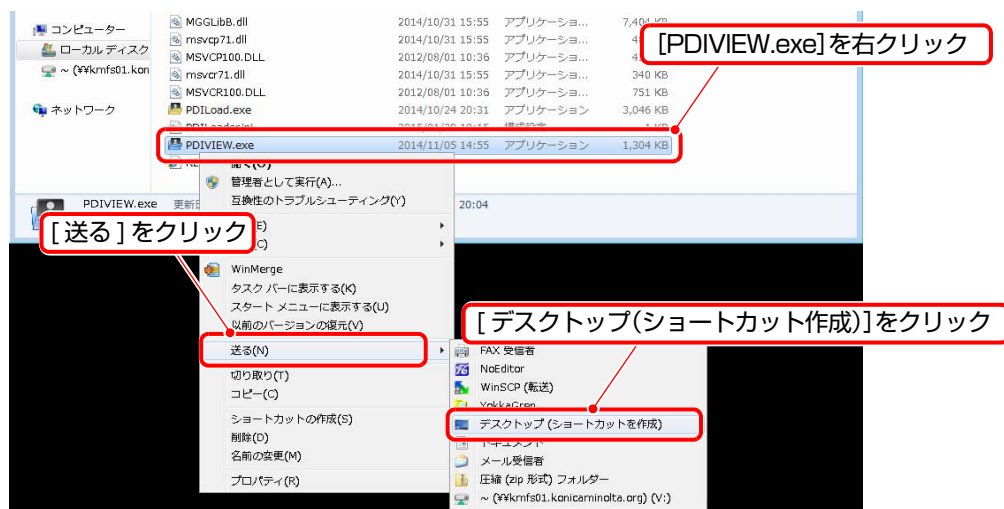 コンピューター
ローカル ディスク
~ (¥¥kmfs01.kon
ネットワーク
MGGLibB.dll 2014/10/31 15:55 アプリケーショ... 7,404 KB
msvcp71.dll 2014/10/31 15:55 アプリケーショ...
MSVCP100.DLL 2012/08/01 10:36 アプリケーショ...
msvcr71.dll 2014/10/31 15:55 アプリケーショ... 340 KB
MSVCR100.DLL 2012/08/01 10:36 アプリケーショ... 751 KB
PDILoad.exe 2014/10/24 20:31 アプリケーション 3,046 KB
PDIVIEW.exe 2014/11/05 14:55 アプリケーション 1,304 KB
[PDIVIEW.exe]を右クリック
開く(O)
管理者として実行(A)...
互換性のトラブルシューティング(Y)
PDIVIEW.exe 20:04
[送る]をクリック
WinMerge
タスク バーに表示する(K)
スタート メニューに表示する(U)
以前のバージョンの復元(V)
送る(N)
切り取り(T)
コピー(C)
ショートカットの作成(S)
削除(D)
名前の変更(M)
プロパティ(R)
[デスクトップ(ショートカット作成)]をクリック
FAX 受信者
NoEditor
WinSCP (転送)
YokkaGren
デスクトップ (ショートカットを作成)
ドキュメント
メール受信者
圧縮 (zip 形式) フォルダー
~ (¥¥kmfs01.konicaminolta.org) (V:)